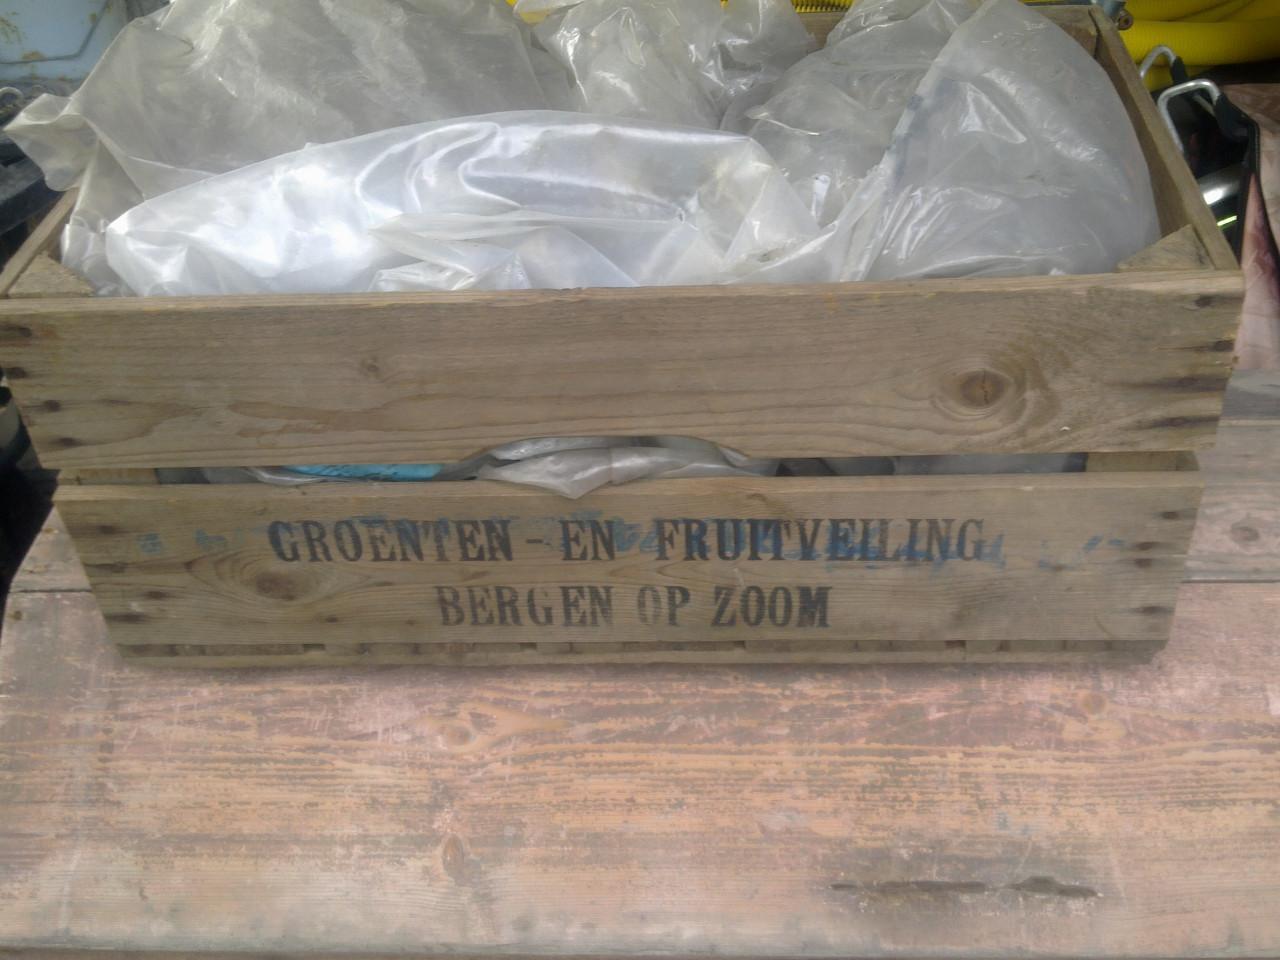 GROENTEN - EN FRUITVEILING
BERGEN OP ZOOM